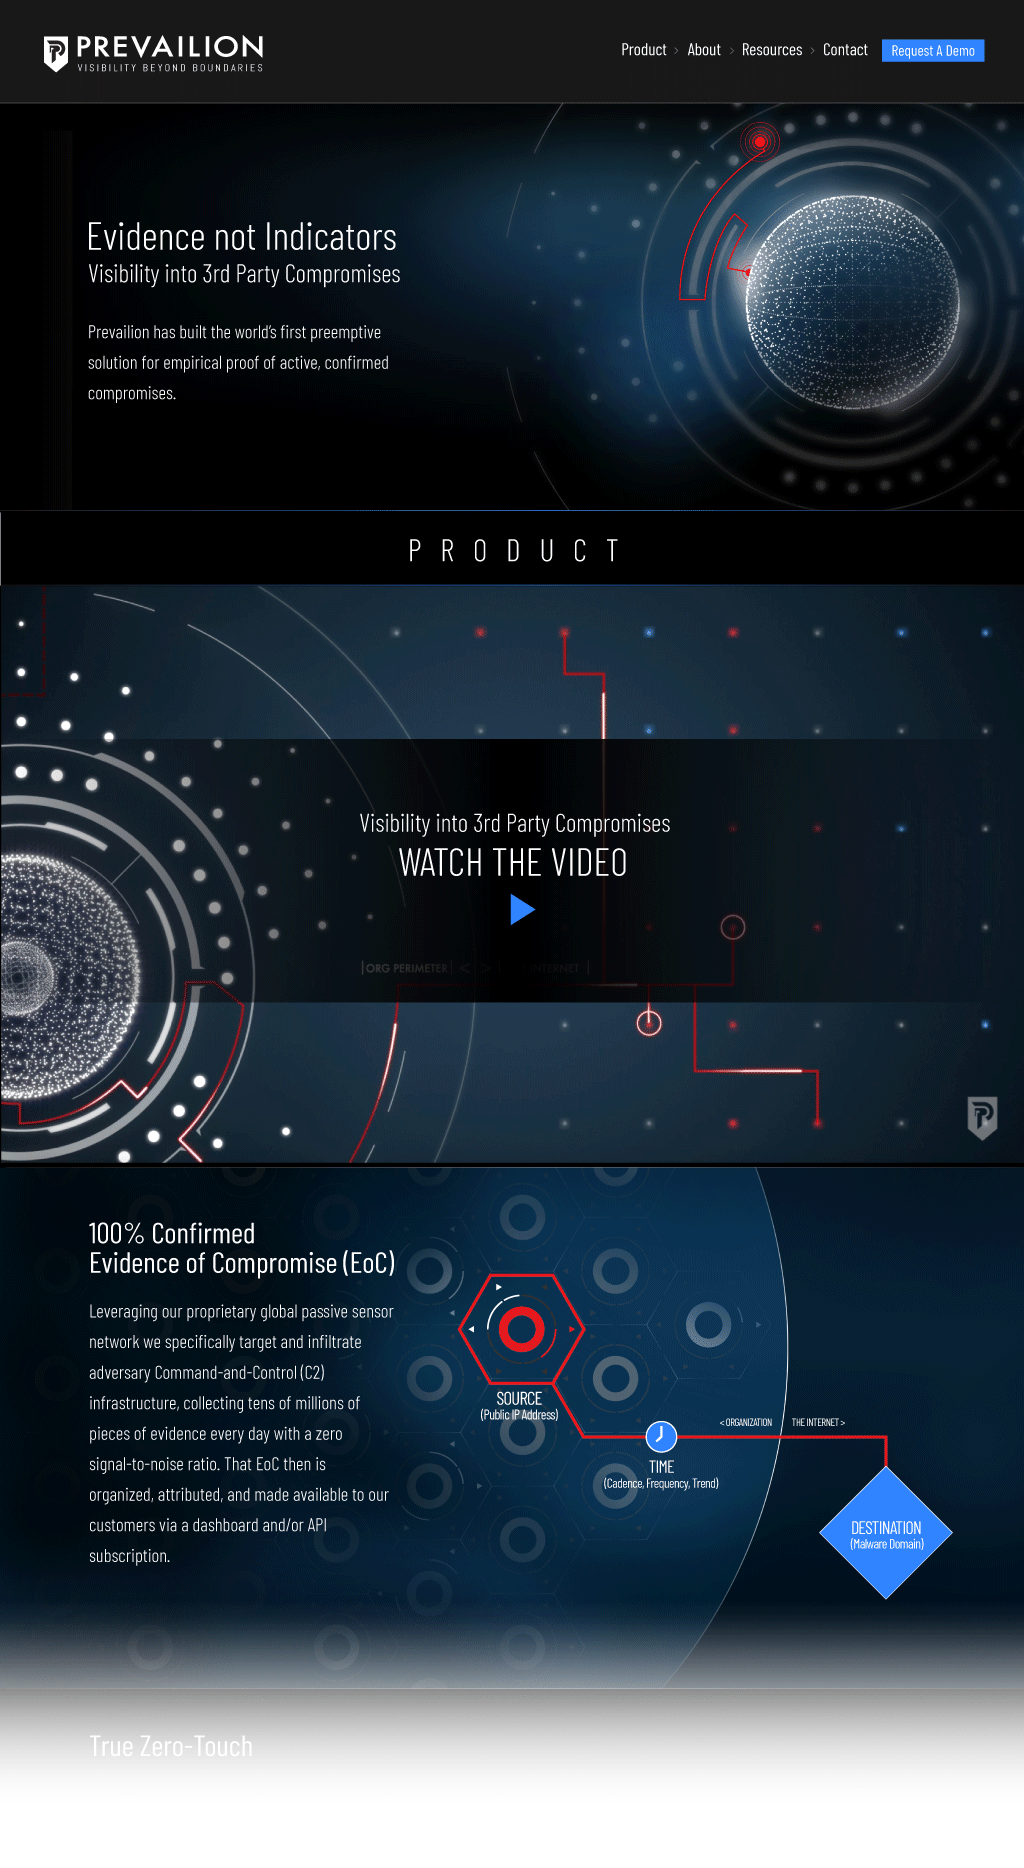 PREVAILION
VISIBILITY BEYOND BOUNDARIES
Product > About > Resources > Contact
Request A Demo
Evidence not Indicators
Visibility into 3rd Party Compromises
Prevailion has built the world's first preemptive
solution for empirical proof of active, confirmed
compromises.
PRODUCT
Visibility into 3rd Party Compromises
WATCH THE VIDEO
|ORG PERIMETER| < > INTERNET |
100% Confirmed
Evidence of Compromise (EoC)
Leveraging our proprietary global passive sensor
network we specifically target and infiltrate
adversary Command-and-Control (C2)
infrastructure, collecting tens of millions of
pieces of evidence every day with a zero
signal-to-noise ratio. That EoC then is
organized, attributed, and made available to our
customers via a dashboard and/or API
subscription.
SOURCE
(Public IP Address)
< ORGANIZATION THE INTERNET >
TIME
(Cadence, Frequency, Trend)
DESTINATION
(Malware Domain)
True Zero-Touch